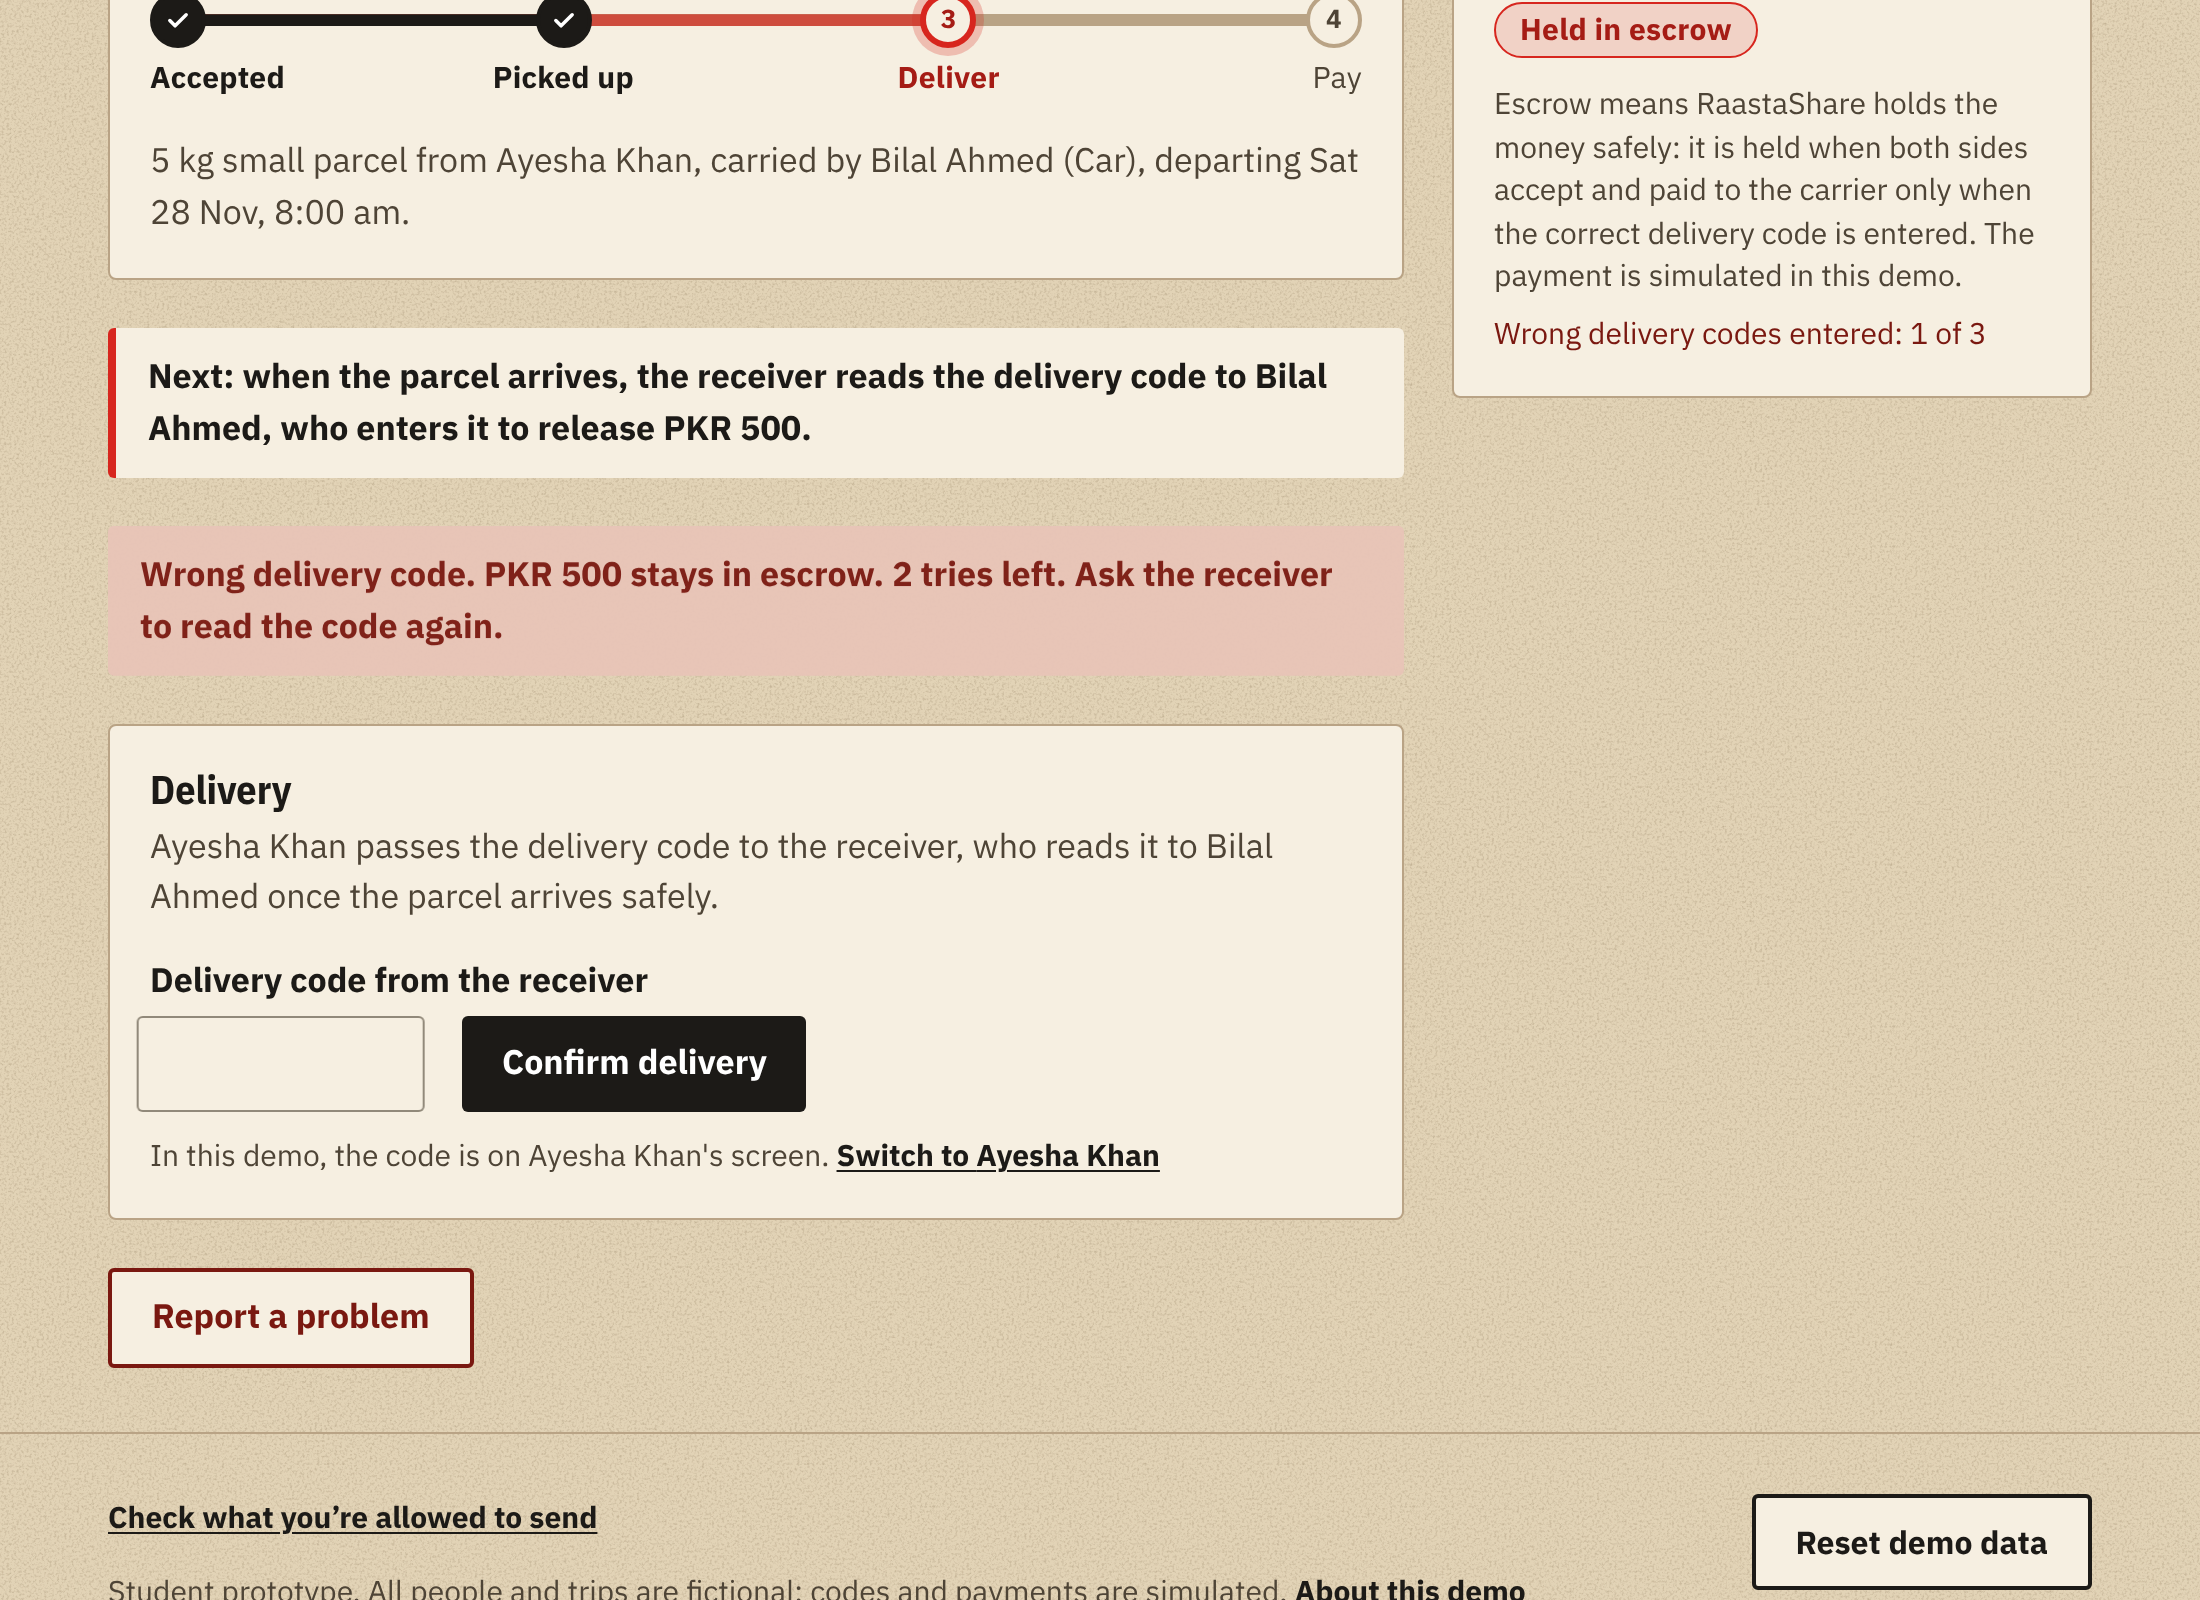 3
4
Accepted
Picked up
Deliver
Pay
5 kg small parcel from Ayesha Khan, carried by Bilal Ahmed (Car), departing Sat
28 Nov, 8:00 am.
Next: when the parcel arrives, the receiver reads the delivery code to Bilal
Ahmed, who enters it to release PKR 500.
Wrong delivery code. PKR 500 stays in escrow. 2 tries left. Ask the receiver
to read the code again.
Delivery
Ayesha Khan passes the delivery code to the receiver, who reads it to Bilal
Ahmed once the parcel arrives safely.
Delivery code from the receiver
Confirm delivery
In this demo, the code is on Ayesha Khan's screen. Switch to Ayesha Khan
Report a problem
Held in escrow
Escrow means RaastaShare holds the
money safely: it is held when both sides
accept and paid to the carrier only when
the correct delivery code is entered. The
payment is simulated in this demo.
Wrong delivery codes entered: 1 of 3
Check what you’re allowed to send
Reset demo data
Student prototype. All people and trips are fictional; codes and payments are simulated. About this demo